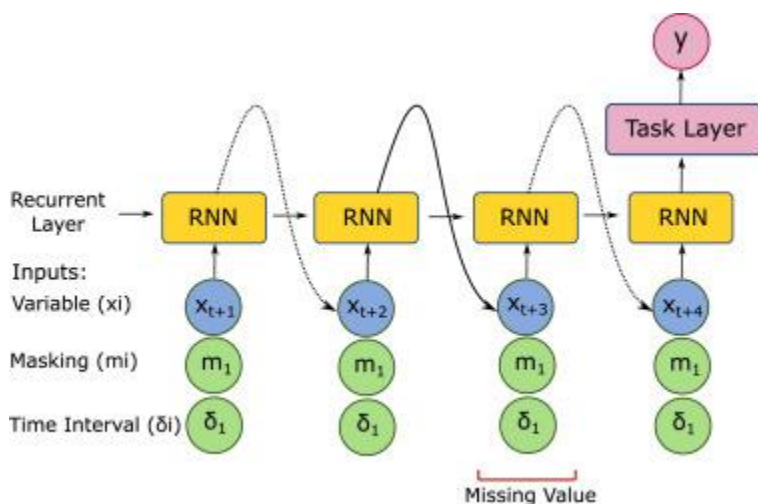 y
Task Layer
Recurrent
Layer
RNN RNN RNN RNN
Inputs:
Variable (xi) xₜ₊₁ xₜ₊₂ xₜ₊₃ xₜ₊₄
Masking (mi) m₁ m₁ m₁ m₁
Time Interval (δi) δ₁ δ₁ δ₁ δ₁
Missing Value